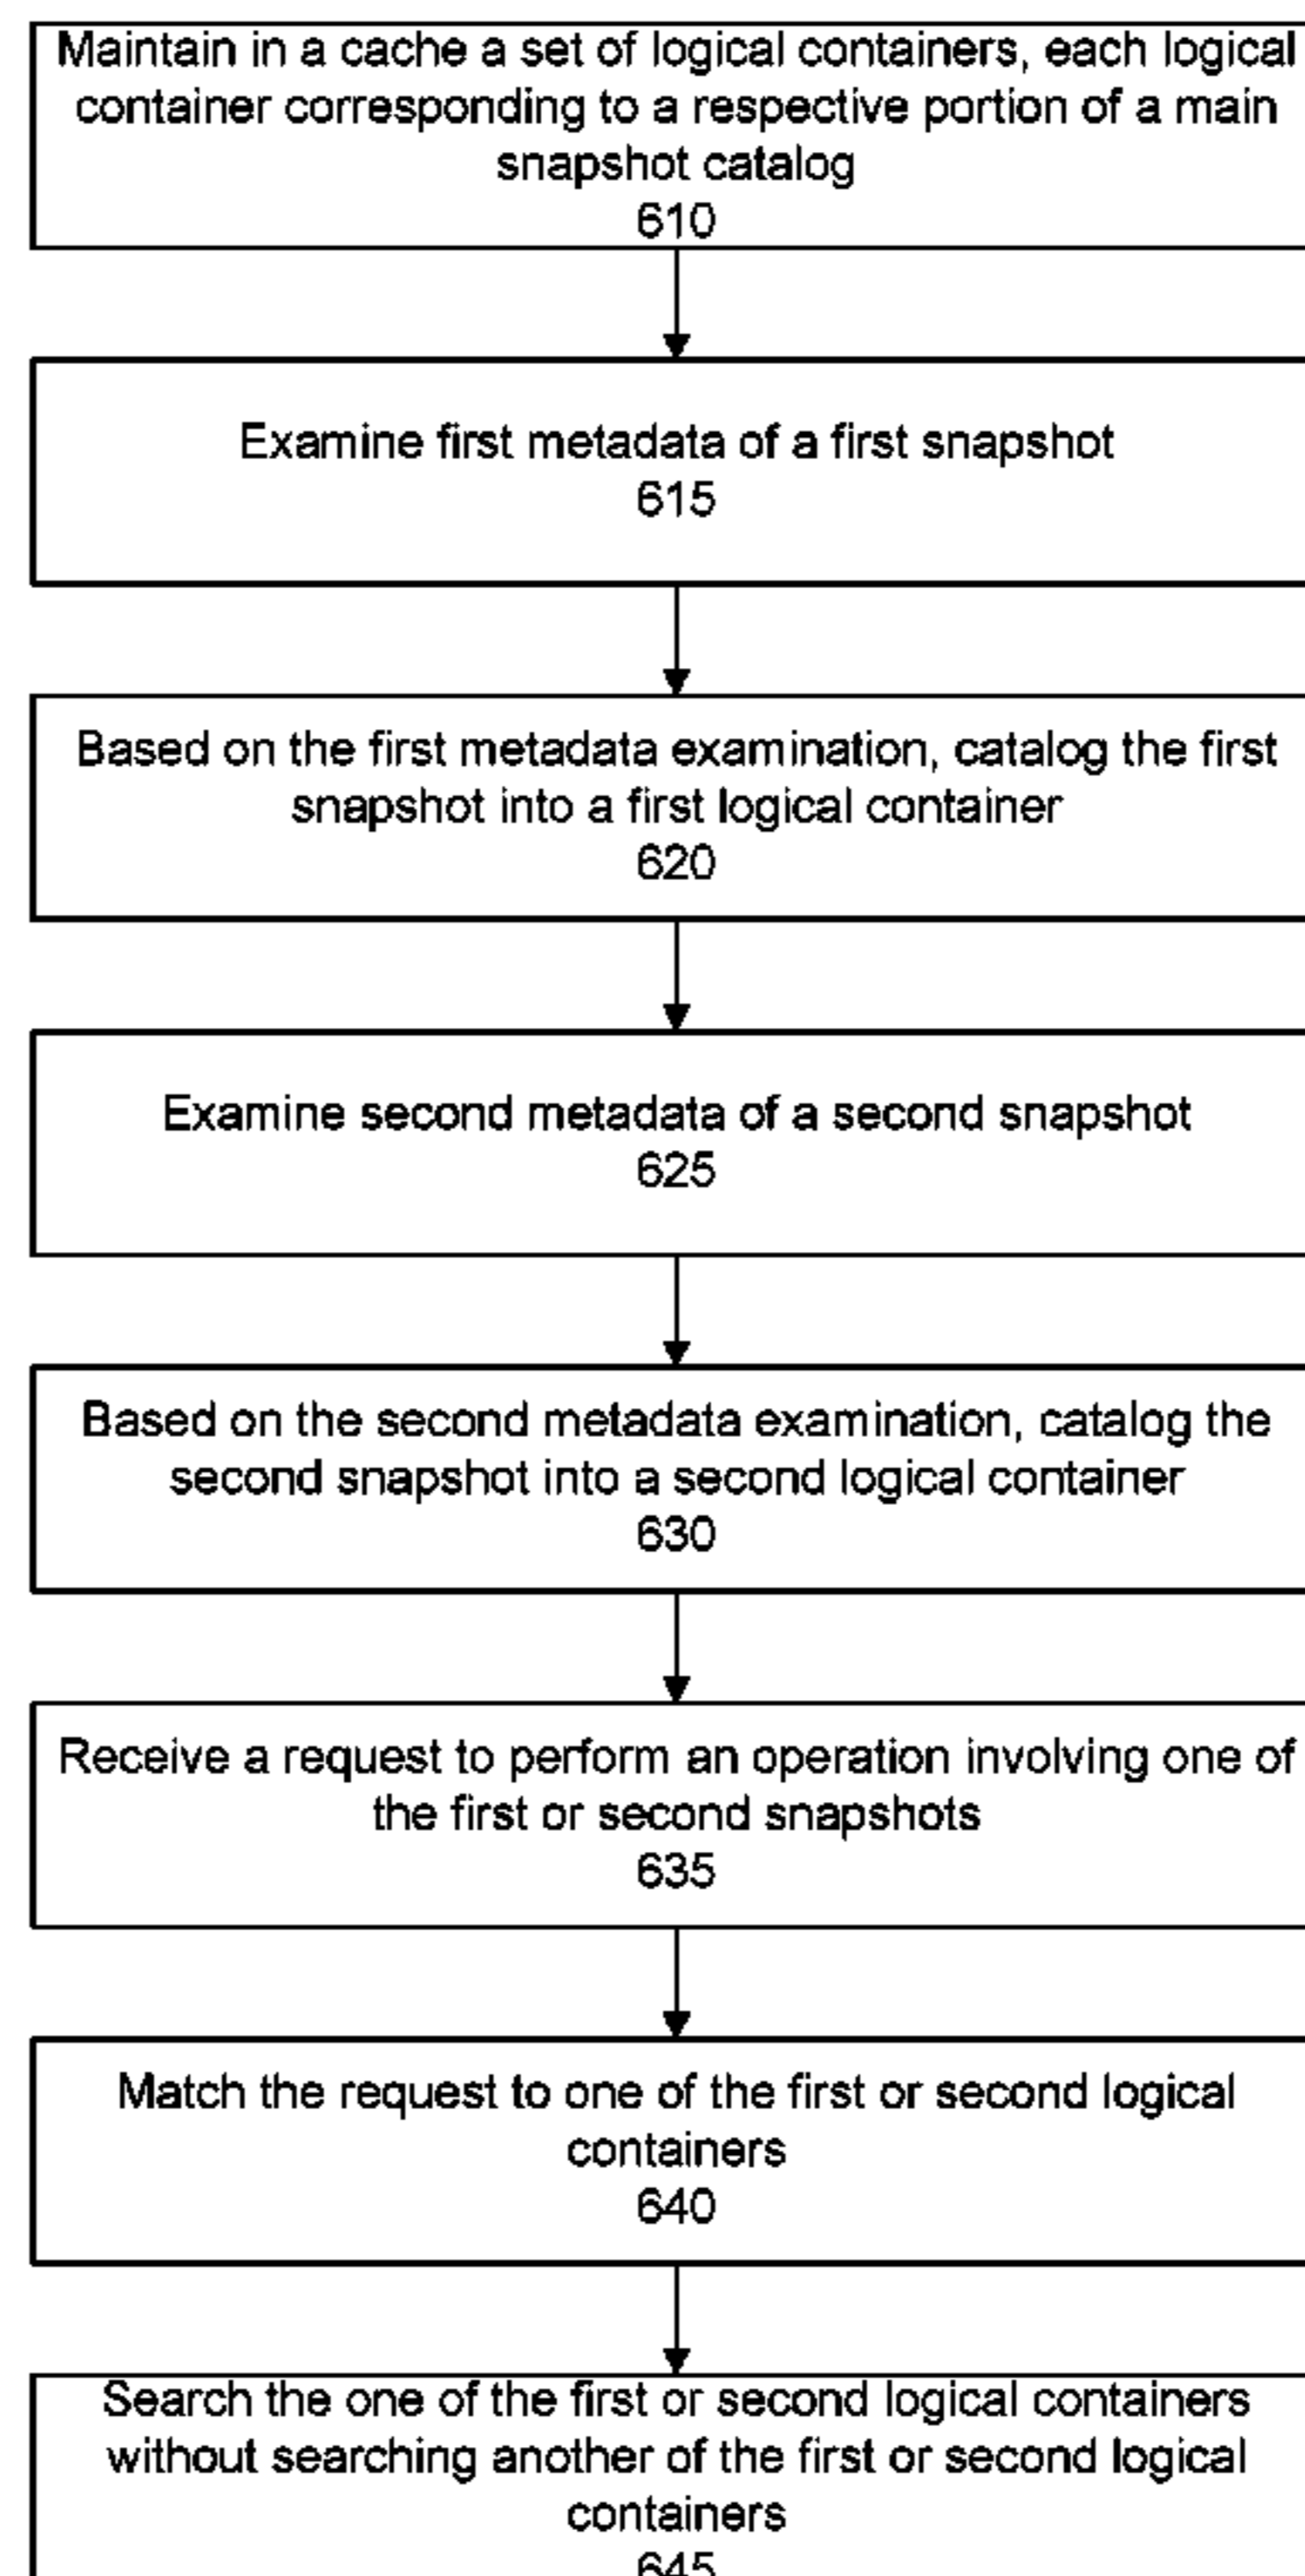 Maintain in a cache a set of logical containers, each logical
container corresponding to a respective portion of a main
snapshot catalog
610
Examine first metadata of a first snapshot
615
Based on the first metadata examination, catalog the first
snapshot into a first logical container
620
Examine second metadata of a second snapshot
625
Based on the second metadata examination, catalog the
second snapshot into a second logical container
630
Receive a request to perform an operation involving one of
the first or second snapshots
635
Match the request to one of the first or second logical
containers
640
Search the one of the first or second logical containers
without searching another of the first or second logical
containers
645